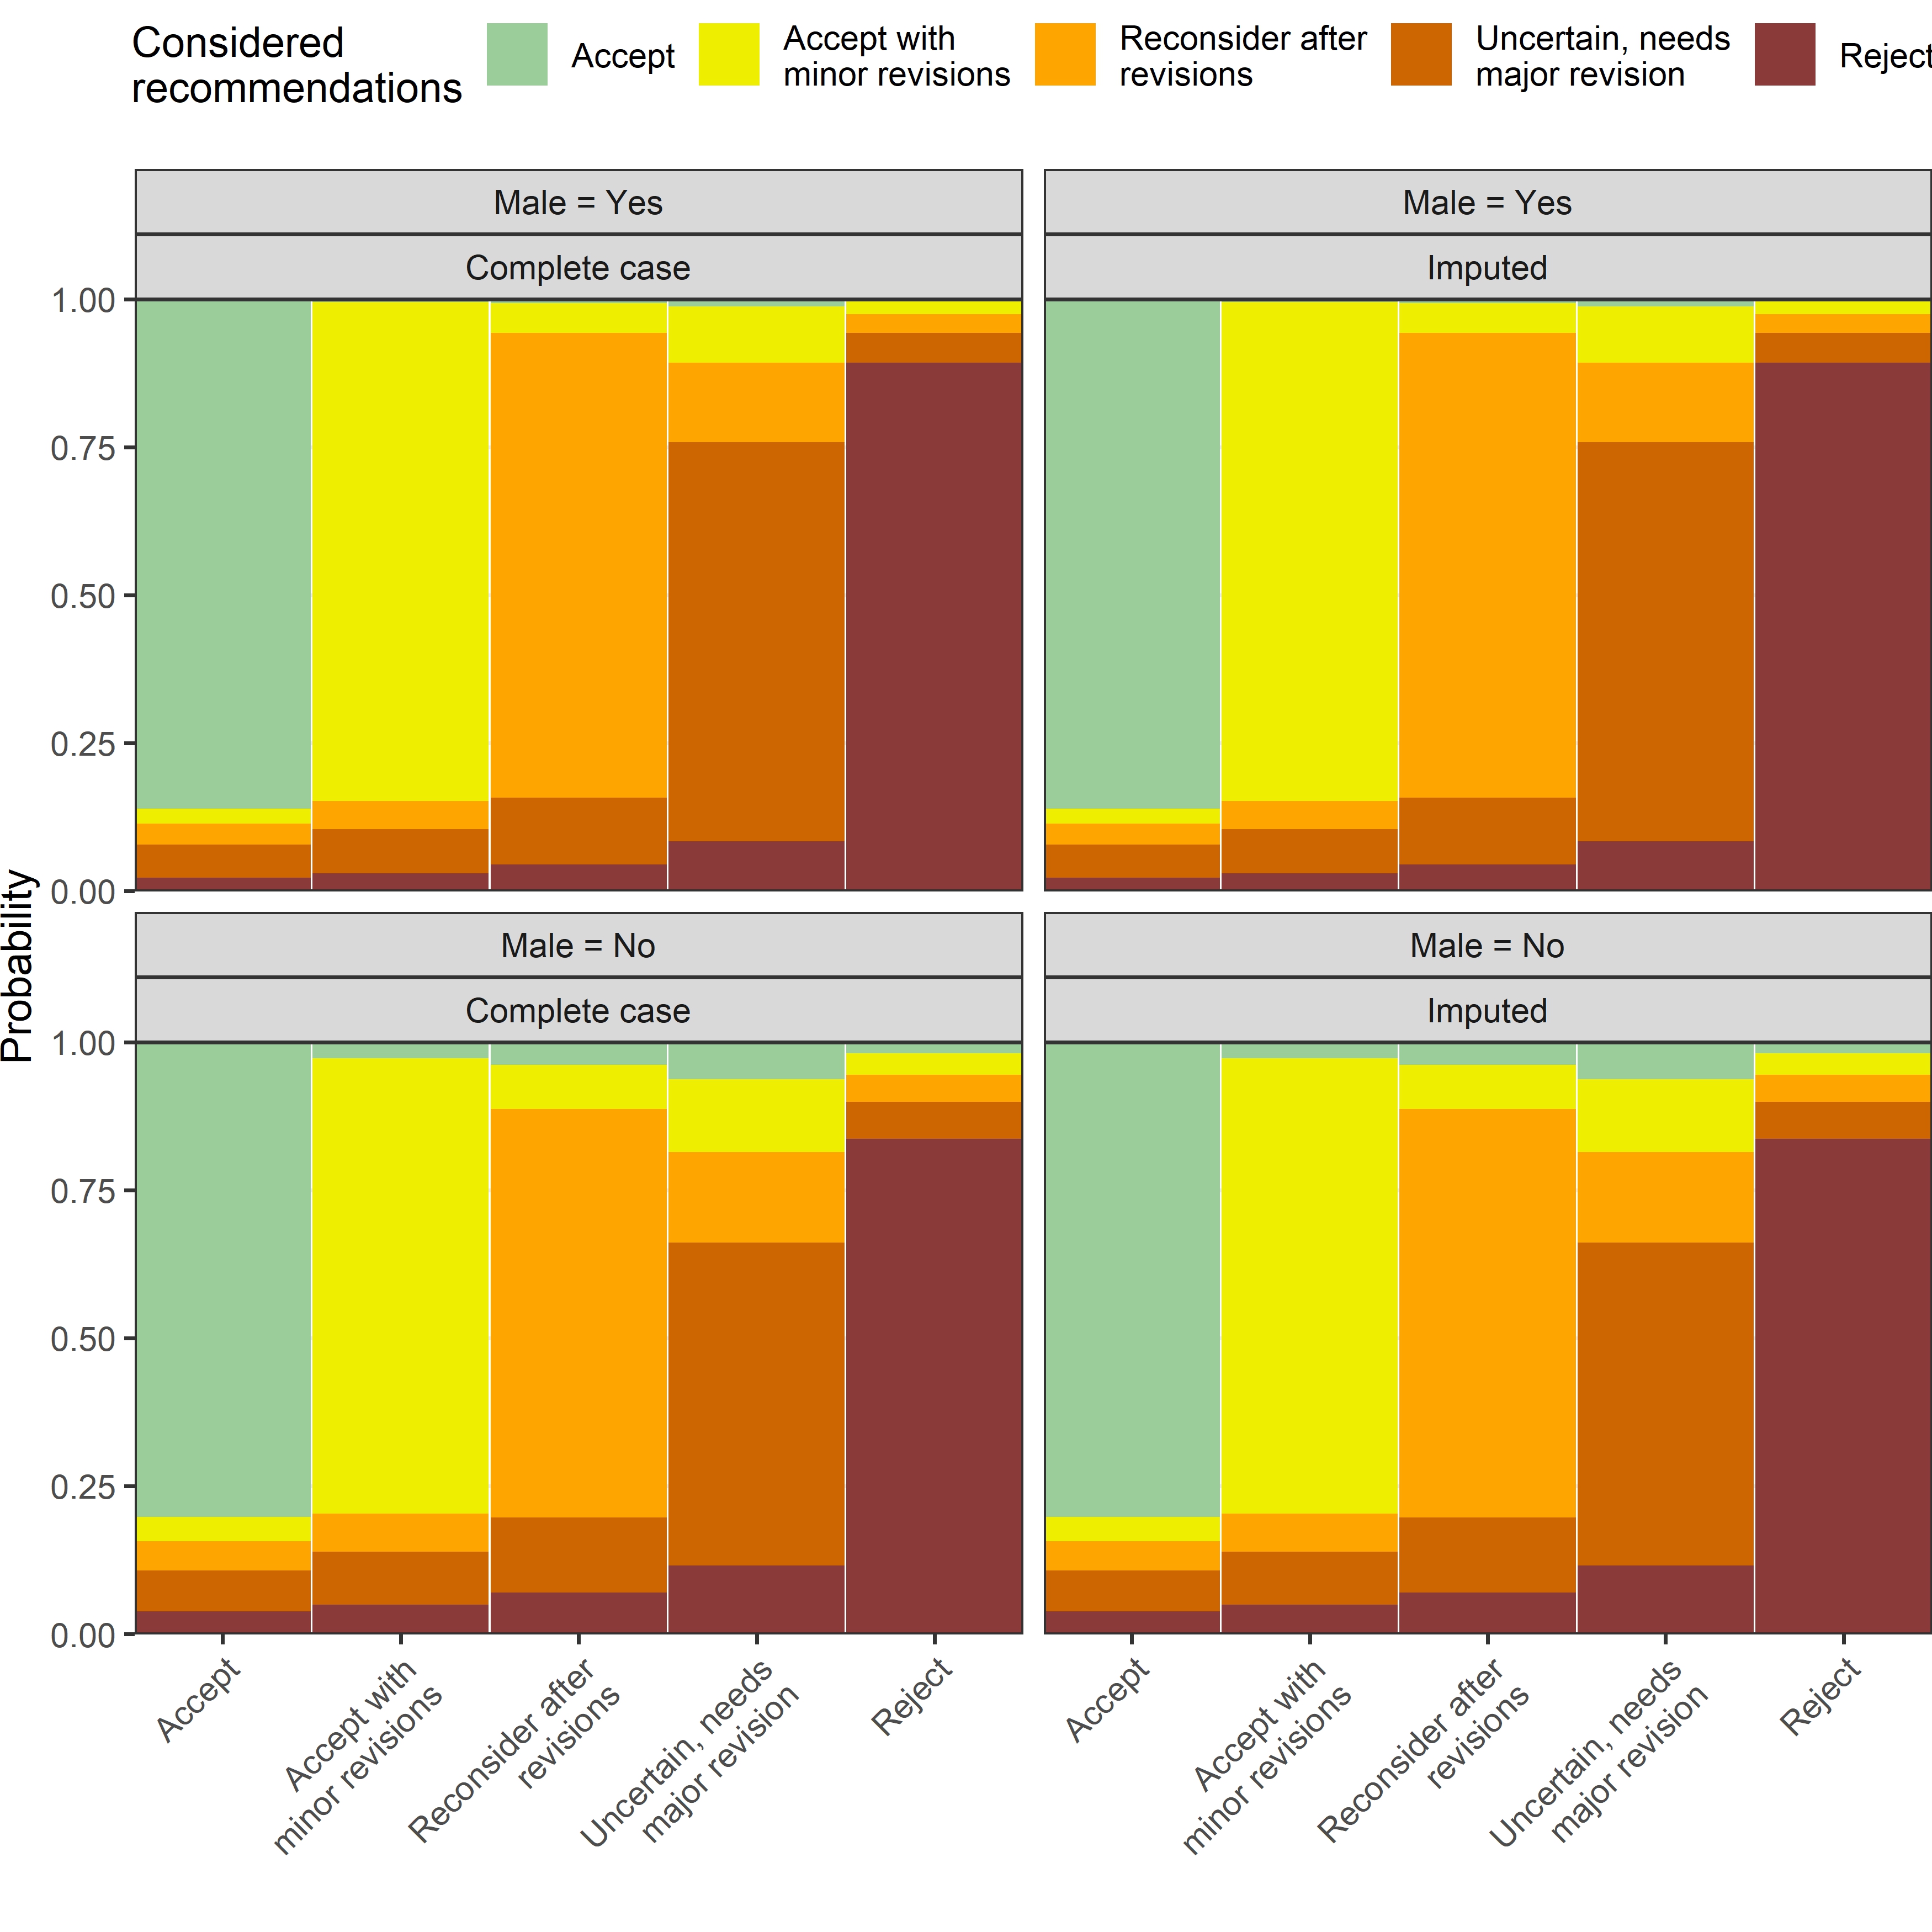 Considered
recommendations
Accept
Accept with
minor revisions
Reconsider after
revisions
Uncertain, needs
major revision
Reject
Male = Yes
Complete case
Male = Yes
Imputed
1.00
0.75
0.50
0.25
0.00
Male = No
Complete case
Male = No
Imputed
1.00
0.75
0.50
0.25
0.00
Probability
Accept
Accept with
minor revisions
Reconsider after
revisions
Uncertain, needs
major revision
Reject
Accept
Accept with
minor revisions
Reconsider after
revisions
Uncertain, needs
major revision
Reject